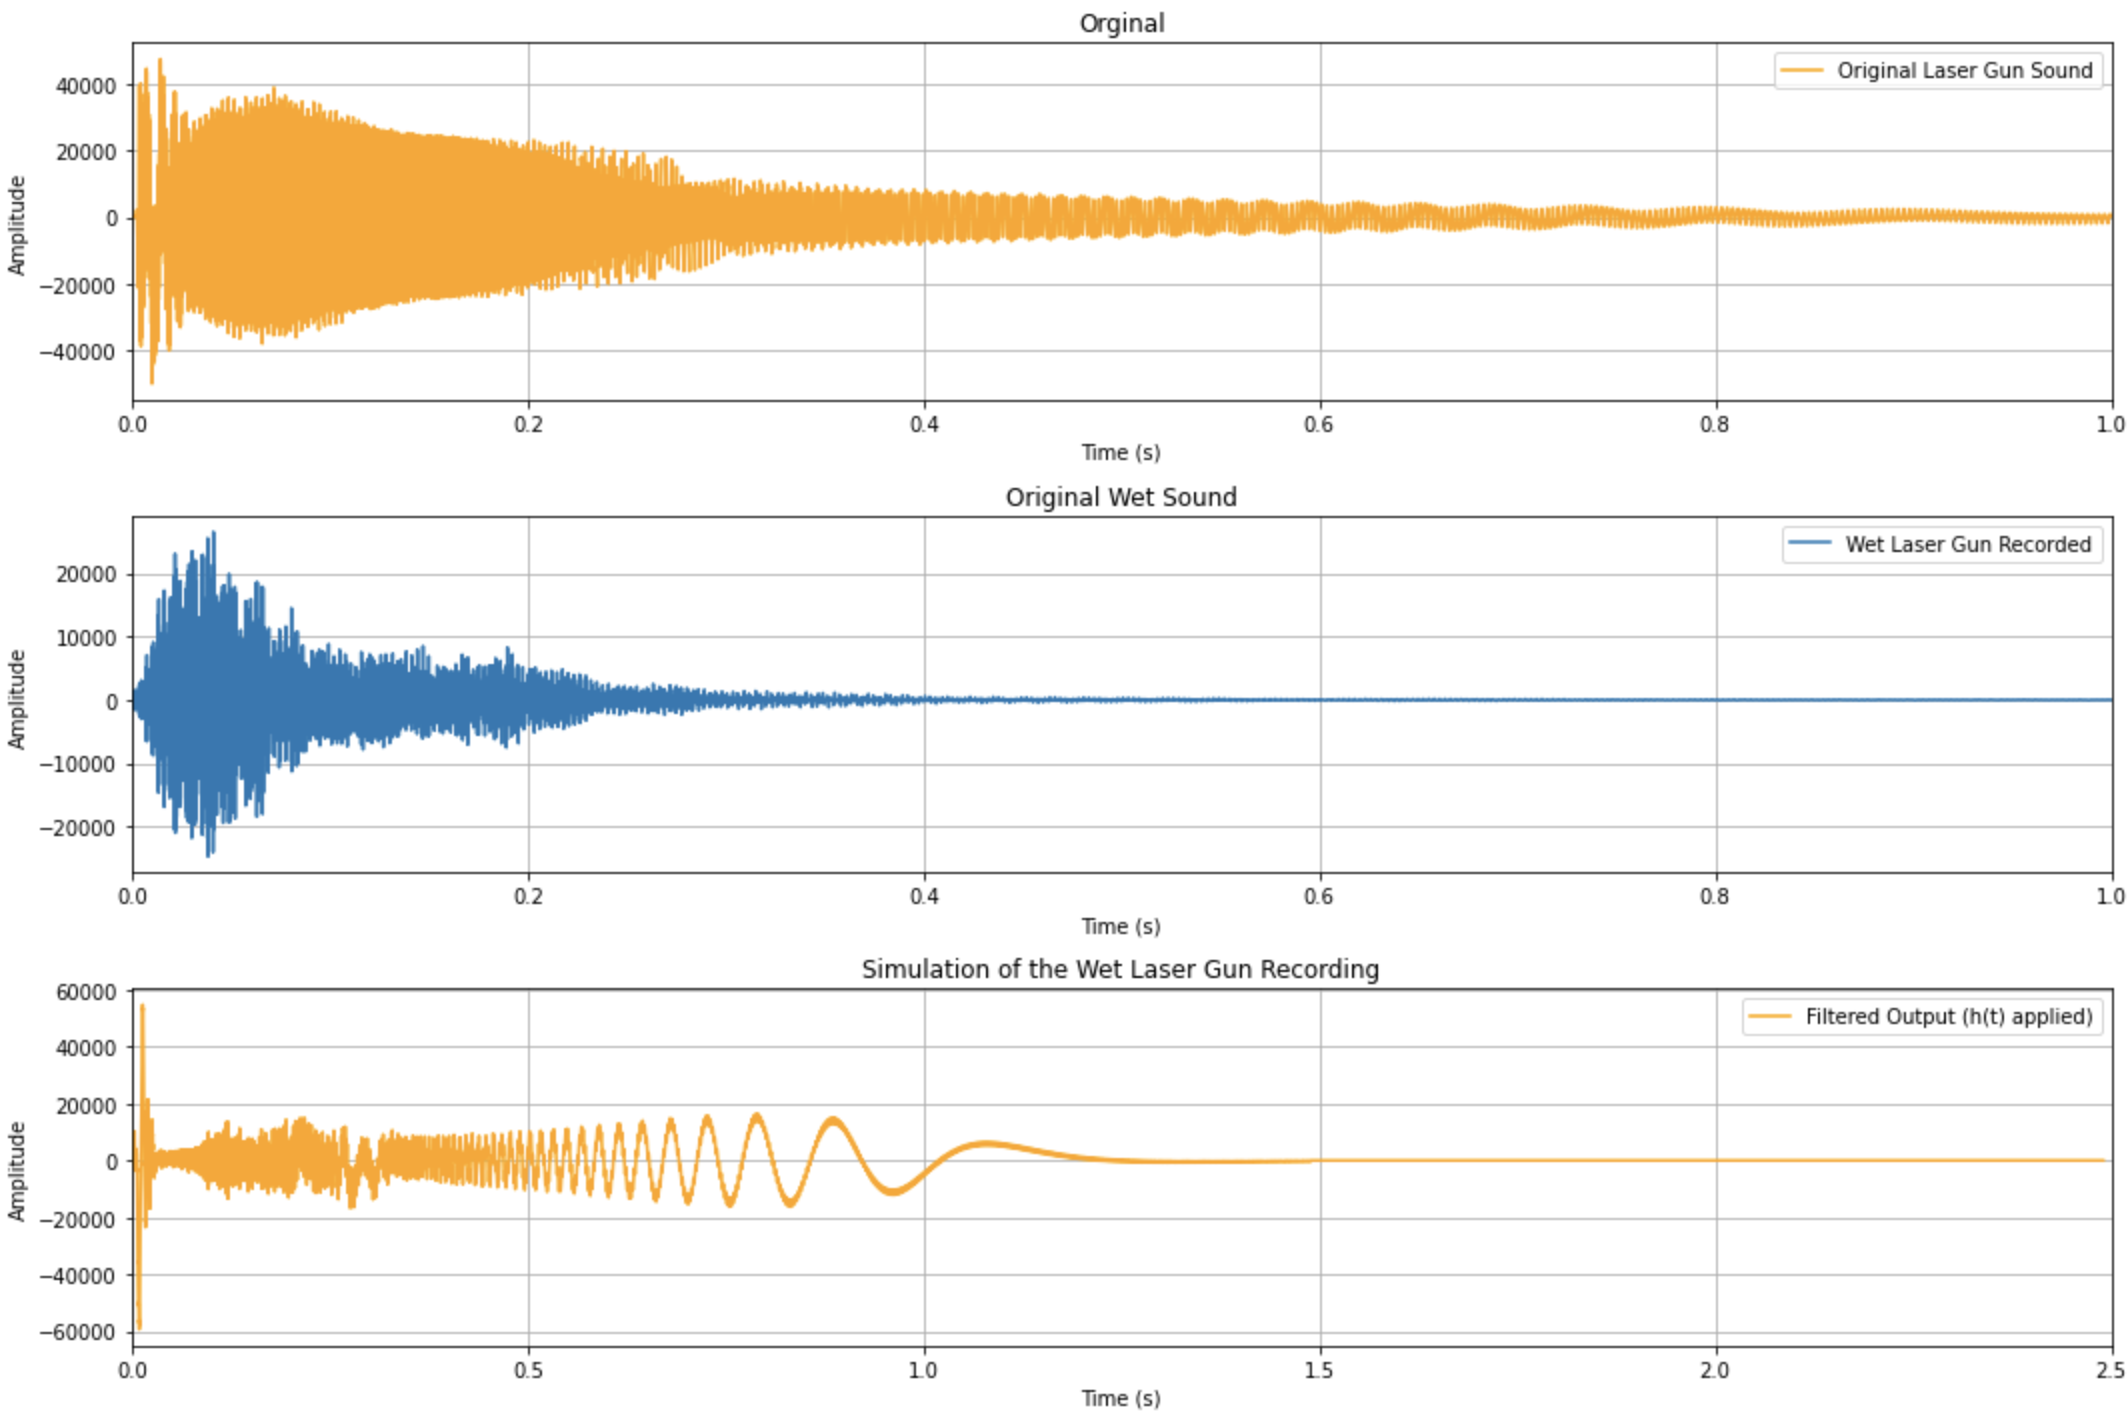 Orginal
Original Laser Gun Sound
40000
20000
0
−20000
−40000
Amplitude
0.0 0.2 0.4 0.6 0.8 1.0
Time (s)
Original Wet Sound
Wet Laser Gun Recorded
20000
10000
0
−10000
−20000
Amplitude
0.0 0.2 0.4 0.6 0.8 1.0
Time (s)
Simulation of the Wet Laser Gun Recording
Filtered Output (h(t) applied)
60000
40000
20000
0
−20000
−40000
−60000
Amplitude
0.0 0.5 1.0 1.5 2.0 2.5
Time (s)